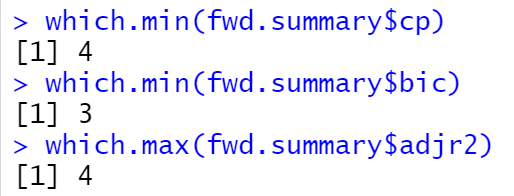 > which.min(fwd.summary$cp)
[1] 4
> which.min(fwd.summary$bic)
[1] 3
> which.max(fwd.summary$adjr2)
[1] 4